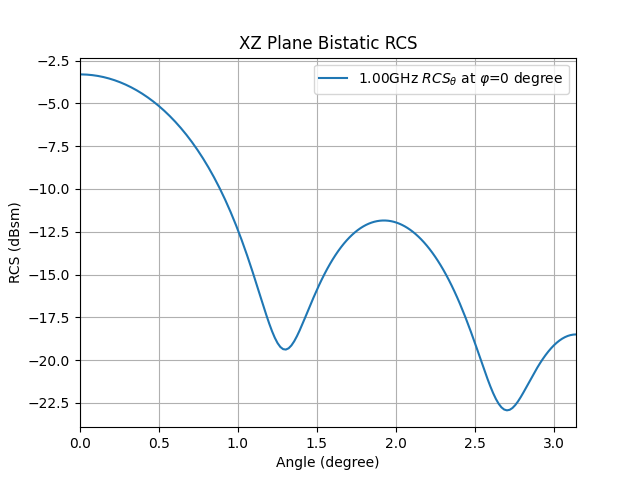 XZ Plane Bistatic RCS
1.00GHz RCSθ at φ=0 degree
RCS (dBsm)
−2.5
−5.0
−7.5
−10.0
−12.5
−15.0
−17.5
−20.0
−22.5
0.0 0.5 1.0 1.5 2.0 2.5 3.0
Angle (degree)